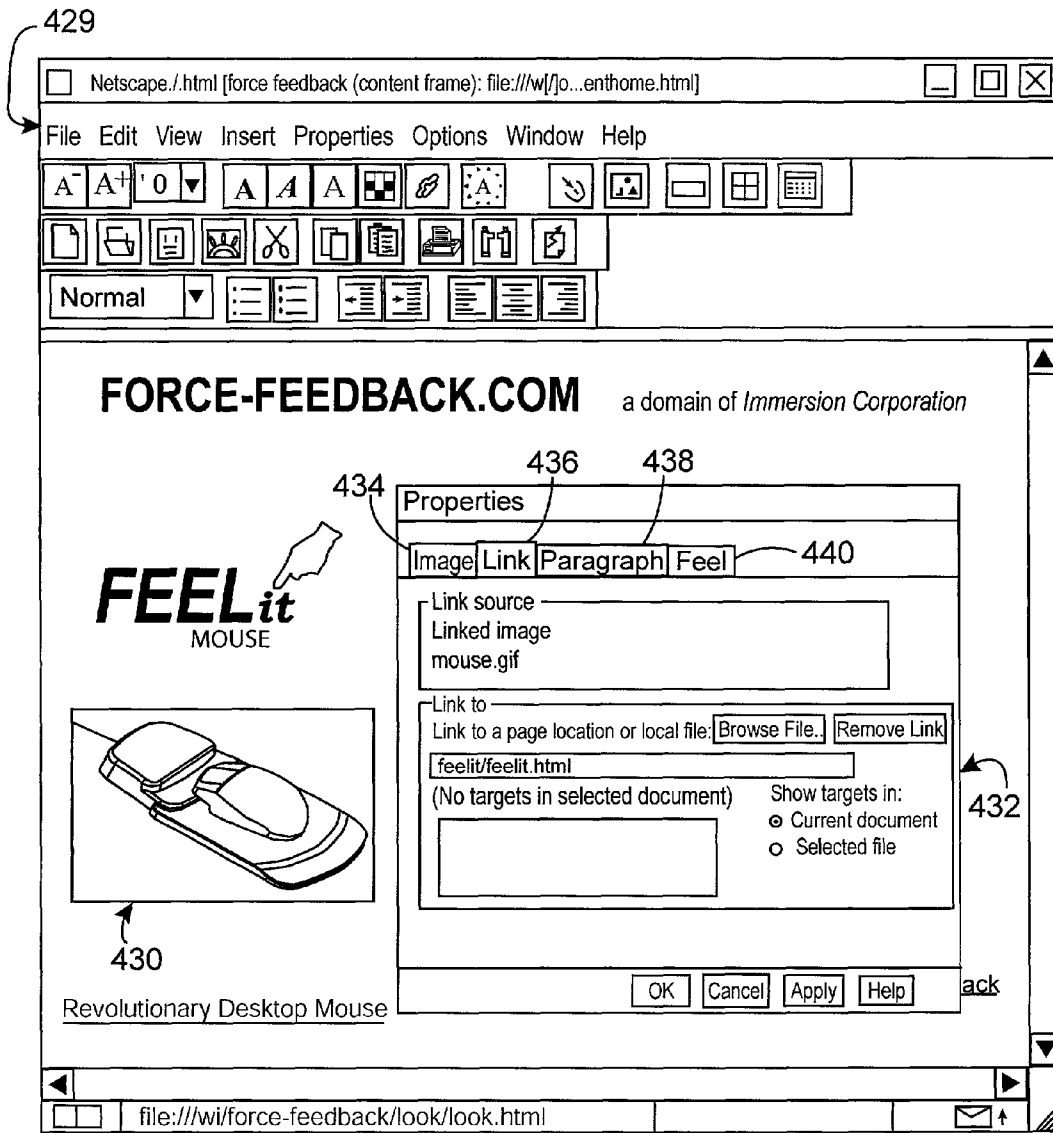 429
Netscape./.html [force feedback (content frame): file:///w[/]o...enthome.html]
File Edit View Insert Properties Options Window Help
A- A+ ' 0 A A A A
Normal
FORCE-FEEDBACK.COM a domain of Immersion Corporation
434 436 438
Properties
Image Link Paragraph Feel 440
FEELit
MOUSE
Link source
Linked image
mouse.gif
Link to
Link to a page location or local file: Browse File.. Remove Link
feelit/feelit.html
(No targets in selected document) Show targets in:
Current document
Selected file
432
430
OK Cancel Apply Help
Revolutionary Desktop Mouse ack
file:///wi/force-feedback/look/look.html